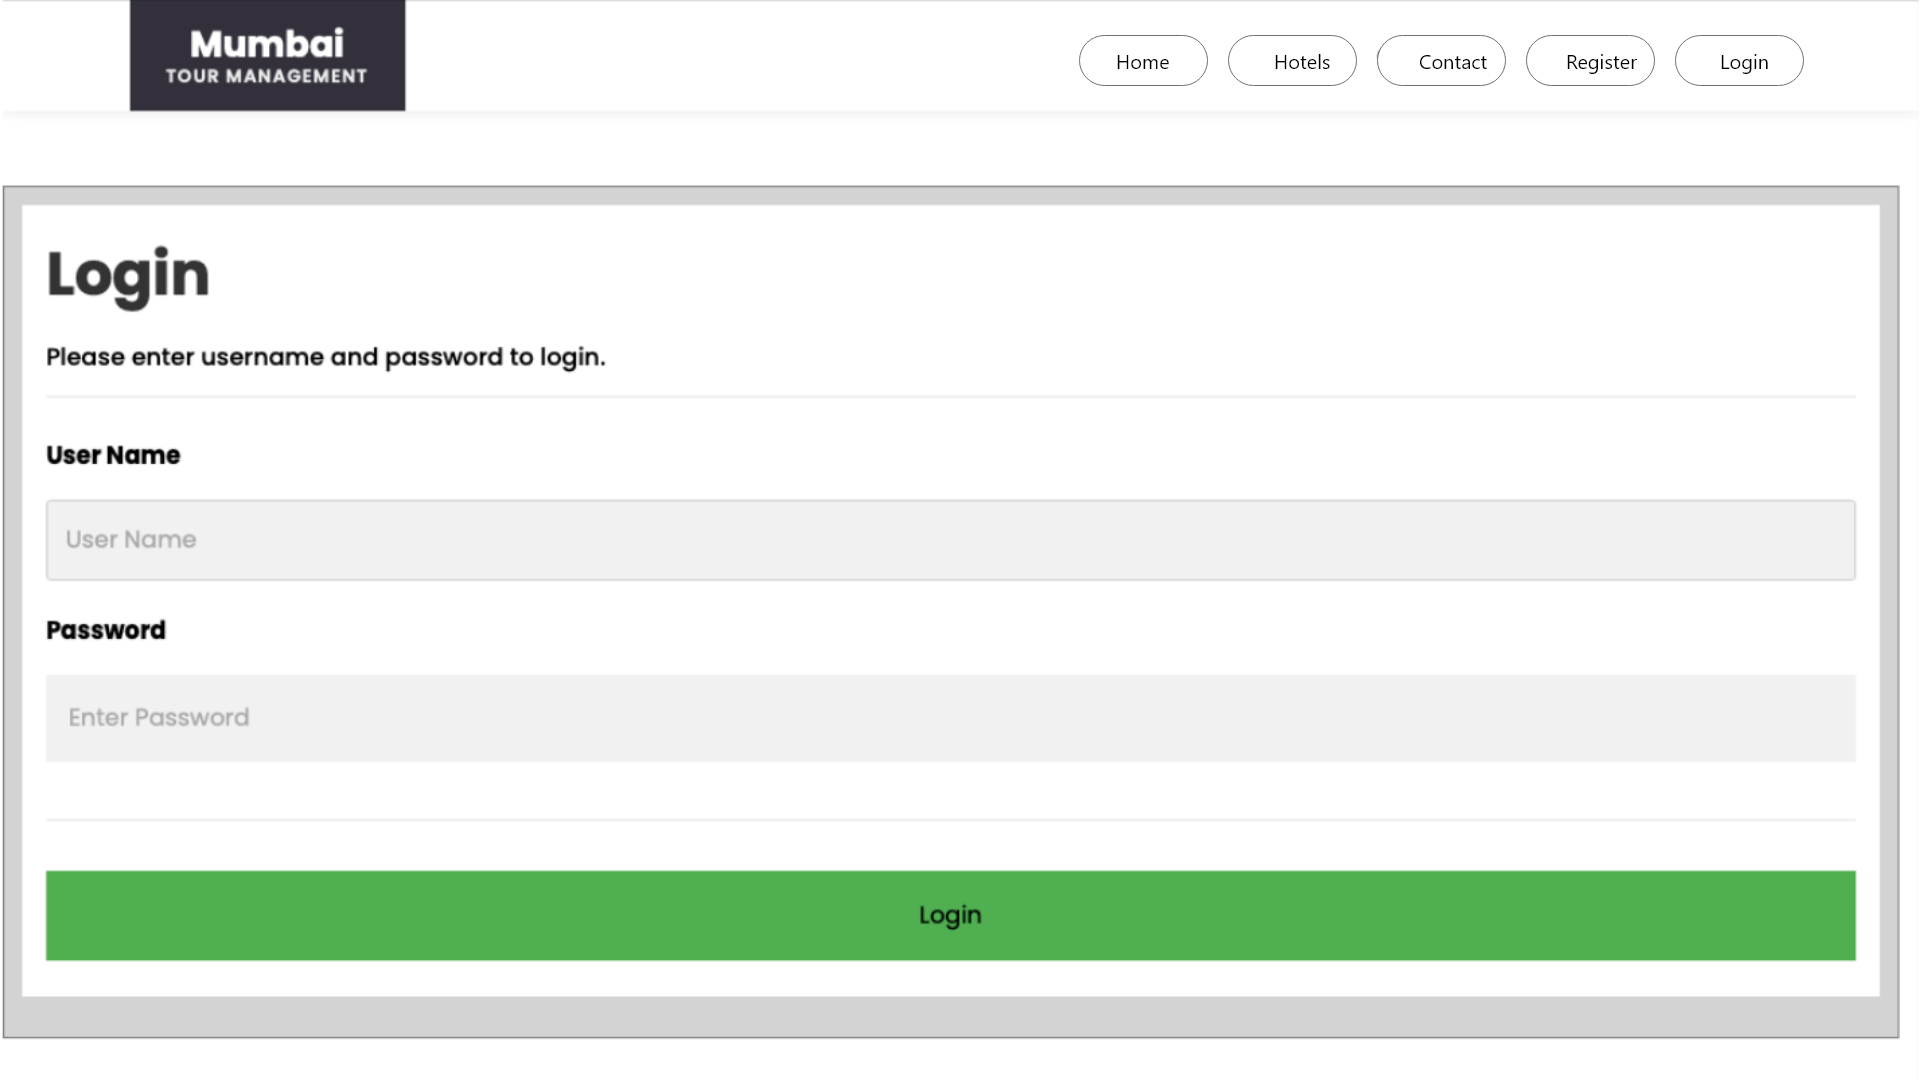 Mumbai
TOUR MANAGEMENT
Home
Hotels
Contact
Register
Login
Login
Please enter username and password to login.
User Name
User Name
Password
Enter Password
Login